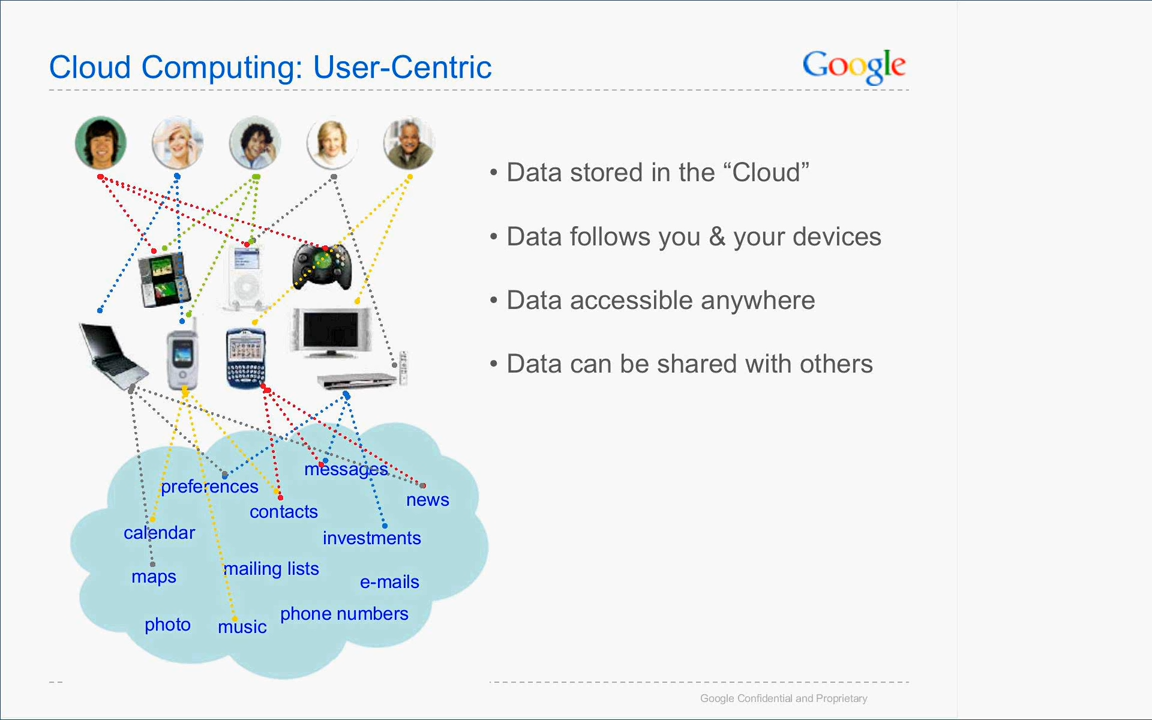 Cloud Computing: User-Centric
Google
• Data stored in the “Cloud”
• Data follows you & your devices
• Data accessible anywhere
• Data can be shared with others
messages
preferences
news
contacts
calendar
investments
mailing lists
maps
e-mails
phone numbers
photo
music
Google Confidential and Proprietary